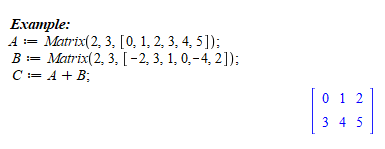 Example:
A := Matrix(2, 3, [0, 1, 2, 3, 4, 5]);
B := Matrix(2, 3, [-2, 3, 1, 0,-4, 2]);
C := A + B;
0 1 2
3 4 5